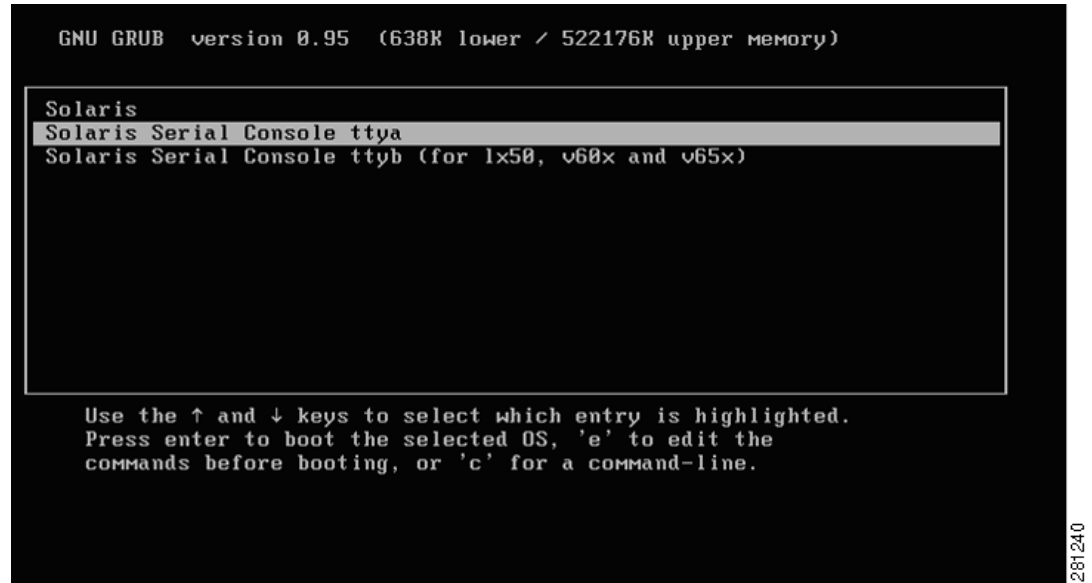 GNU GRUB version 0.95 (638K lower / 522176K upper memory)
Solaris
Solaris Serial Console ttya
Solaris Serial Console ttyb (for lx50, v60x and v65x)
Use the ↑ and ↓ keys to select which entry is highlighted.
Press enter to boot the selected OS, 'e' to edit the
commands before booting, or 'c' for a command-line.
281240